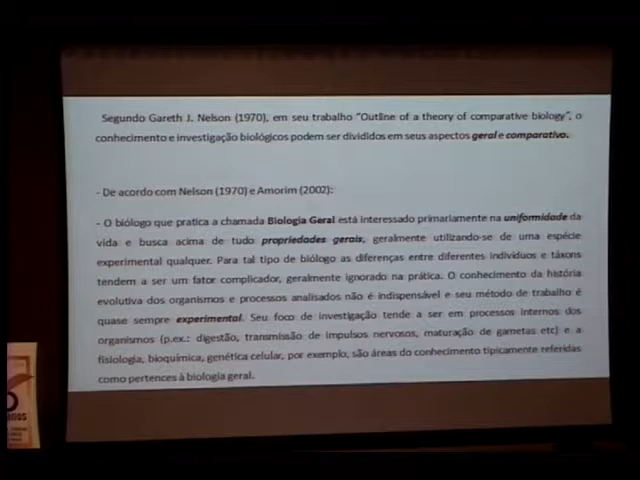 Segundo Gareth J. Nelson (1970), em seu trabalho "Outline of a theory of comparative biology", o
conhecimento e investigação biológicos podem ser divididos em seus aspectos geral e comparativo.
- De acordo com Nelson (1970) e Amorim (2002):
- O biólogo que pratica a chamada Biologia Geral está interessado primariamente na uniformidade da
vida e busca acima de tudo propriedades gerais, geralmente utilizando-se de uma espécie
experimental qualquer. Para tal tipo de biólogo as diferenças entre diferentes indivíduos e táxons
tendem a ser um fator complicador, geralmente ignorado na prática. O conhecimento da história
evolutiva dos organismos e processos analisados não é indispensável e seu método de trabalho é
quase sempre experimental. Seu foco de investigação tende a ser em processos internos dos
organismos (p.ex.: digestão, transmissão de impulsos nervosos, maturação de gametas etc) e a
fisiologia, bioquímica, genética celular, por exemplo, são áreas do conhecimento tipicamente referidas
como pertences à biologia geral.
anos